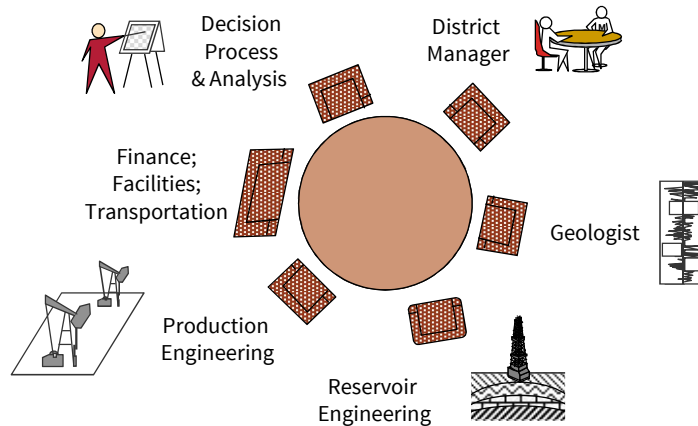 Decision
Process
& Analysis
District
Manager
Finance;
Facilities;
Transportation
Geologist
Production
Engineering
Reservoir
Engineering
M